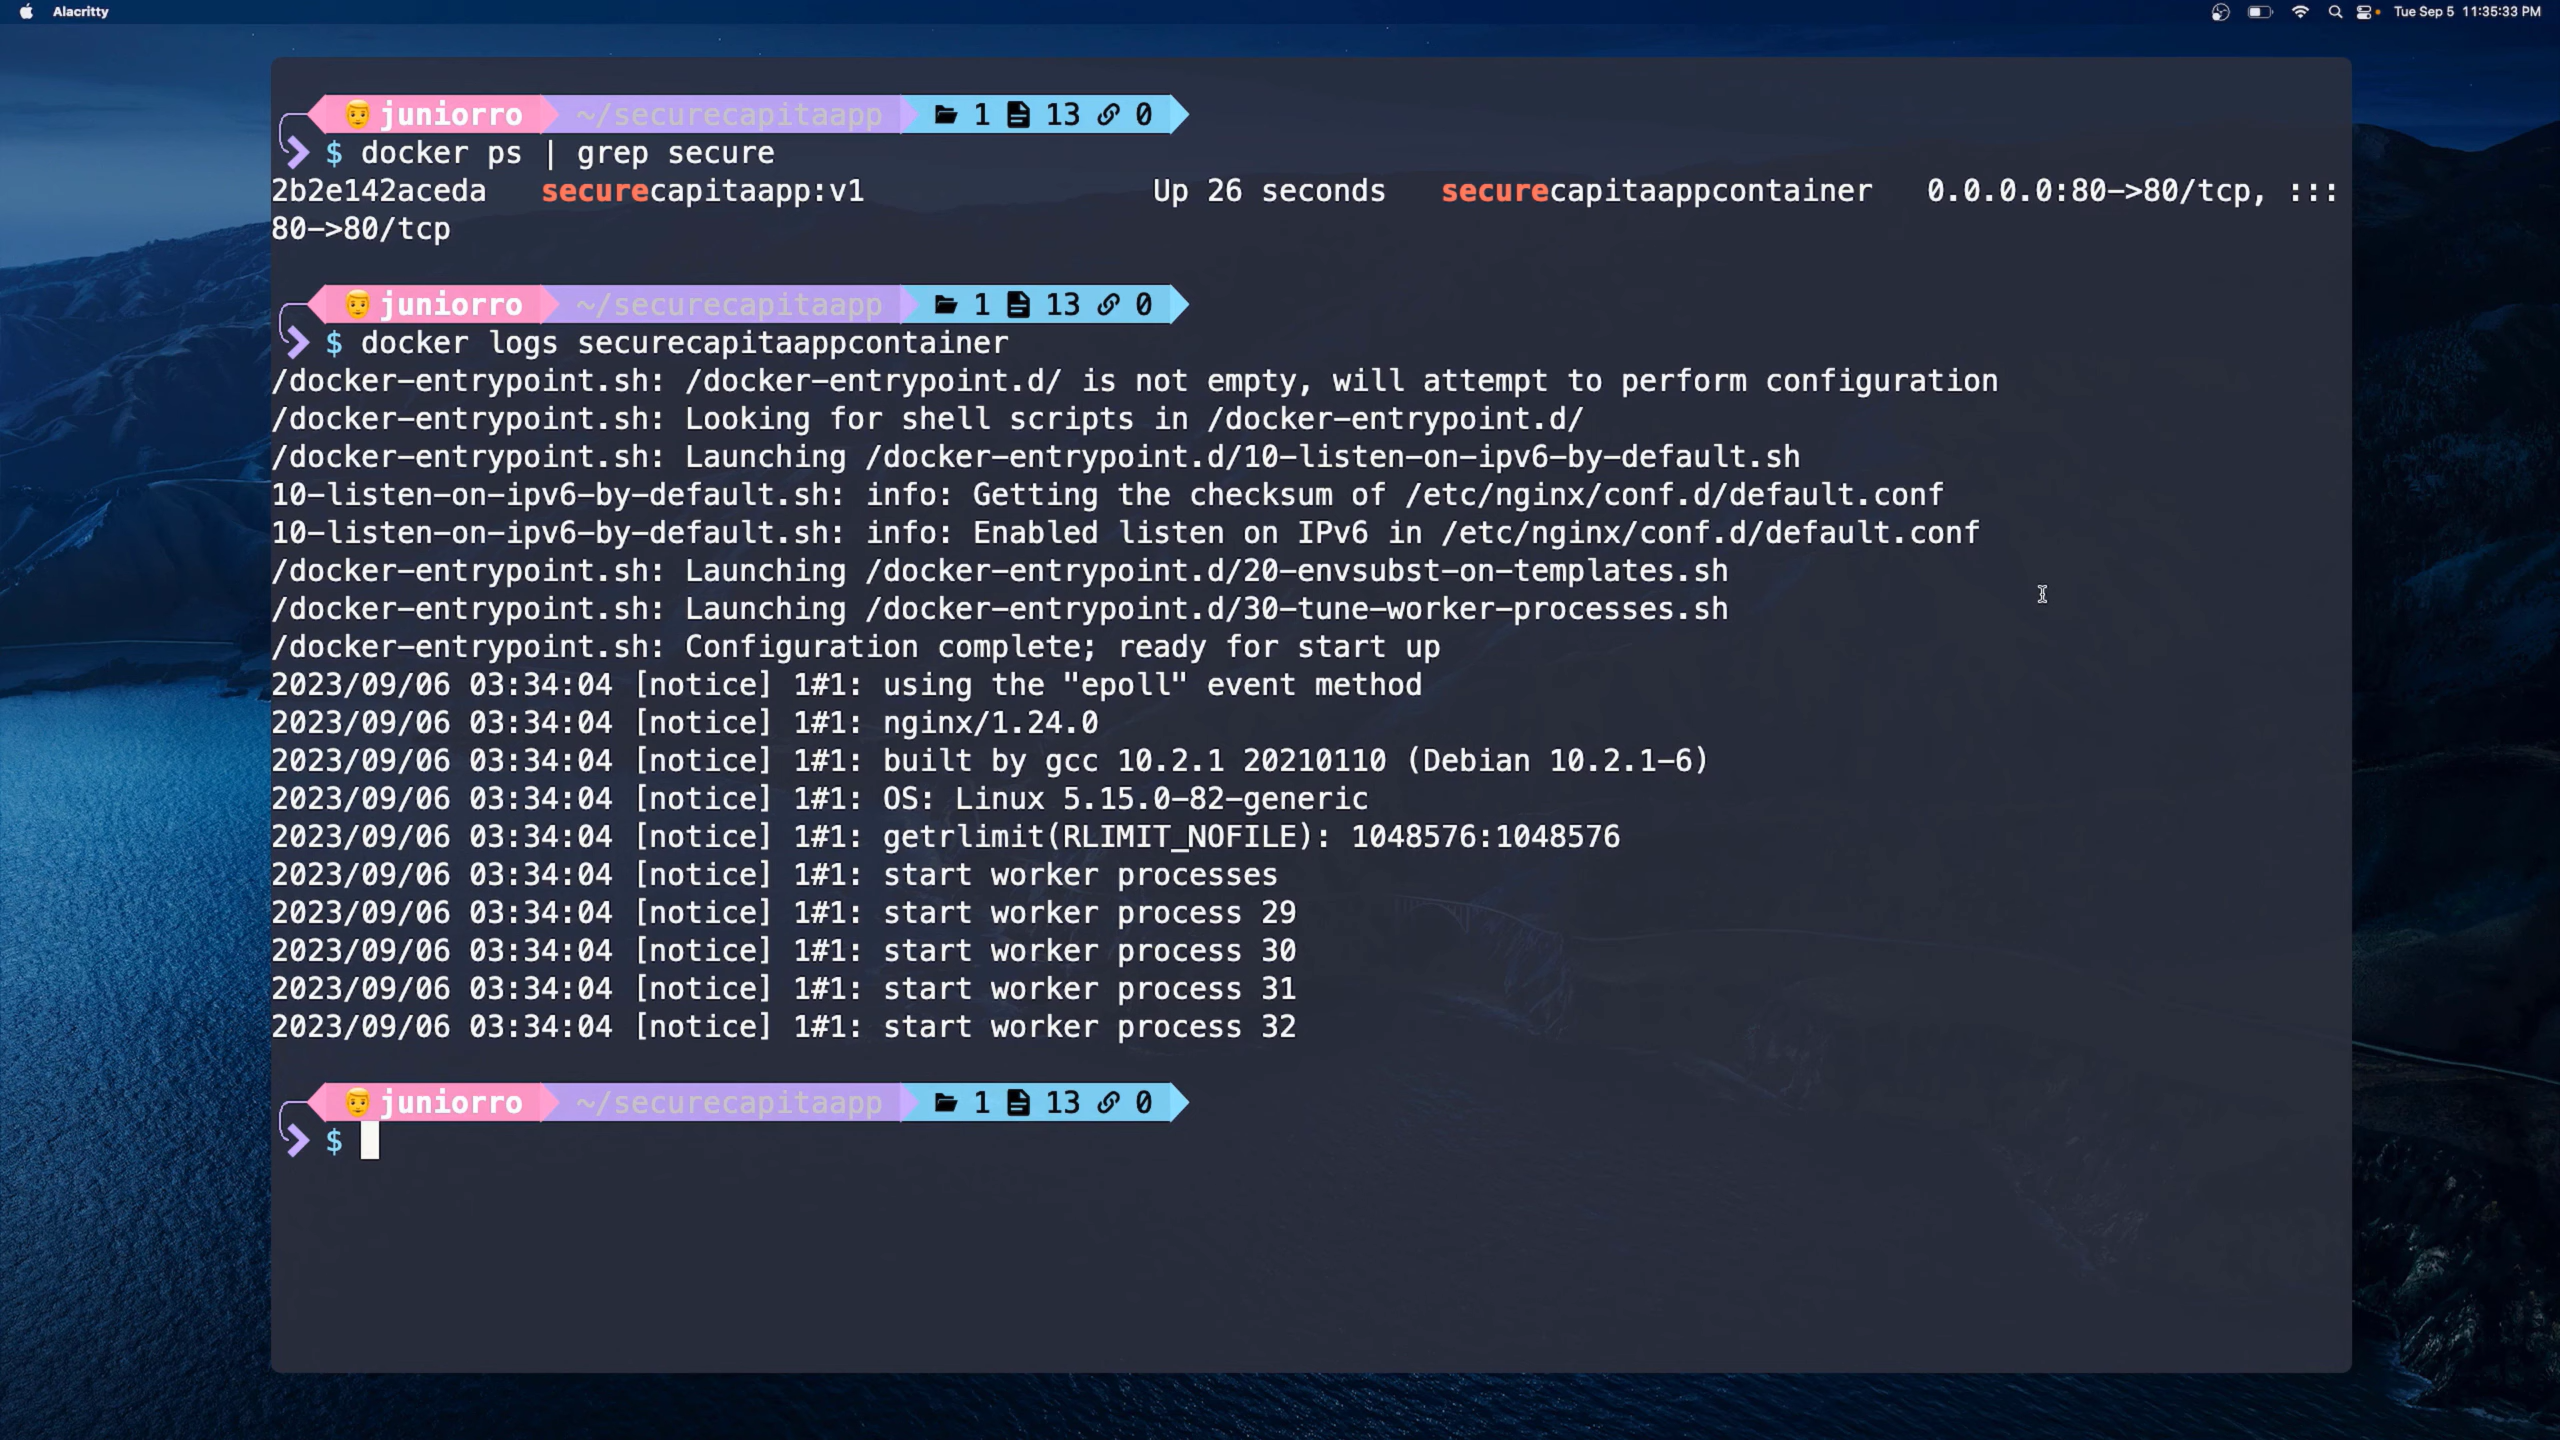 Alacritty
Tue Sep 5 11:35:33 PM
juniorro ~/securecapitaapp 1 13 0
$ docker ps | grep secure
2b2e142aceda securecapitaapp:v1 Up 26 seconds securecapitaappcontainer 0.0.0.0:80->80/tcp, :::
80->80/tcp
juniorro ~/securecapitaapp 1 13 0
$ docker logs securecapitaappcontainer
/docker-entrypoint.sh: /docker-entrypoint.d/ is not empty, will attempt to perform configuration
/docker-entrypoint.sh: Looking for shell scripts in /docker-entrypoint.d/
/docker-entrypoint.sh: Launching /docker-entrypoint.d/10-listen-on-ipv6-by-default.sh
10-listen-on-ipv6-by-default.sh: info: Getting the checksum of /etc/nginx/conf.d/default.conf
10-listen-on-ipv6-by-default.sh: info: Enabled listen on IPv6 in /etc/nginx/conf.d/default.conf
/docker-entrypoint.sh: Launching /docker-entrypoint.d/20-envsubst-on-templates.sh
/docker-entrypoint.sh: Launching /docker-entrypoint.d/30-tune-worker-processes.sh
/docker-entrypoint.sh: Configuration complete; ready for start up
2023/09/06 03:34:04 [notice] 1#1: using the "epoll" event method
2023/09/06 03:34:04 [notice] 1#1: nginx/1.24.0
2023/09/06 03:34:04 [notice] 1#1: built by gcc 10.2.1 20210110 (Debian 10.2.1-6)
2023/09/06 03:34:04 [notice] 1#1: OS: Linux 5.15.0-82-generic
2023/09/06 03:34:04 [notice] 1#1: getrlimit(RLIMIT_NOFILE): 1048576:1048576
2023/09/06 03:34:04 [notice] 1#1: start worker processes
2023/09/06 03:34:04 [notice] 1#1: start worker process 29
2023/09/06 03:34:04 [notice] 1#1: start worker process 30
2023/09/06 03:34:04 [notice] 1#1: start worker process 31
2023/09/06 03:34:04 [notice] 1#1: start worker process 32
juniorro ~/securecapitaapp 1 13 0
$